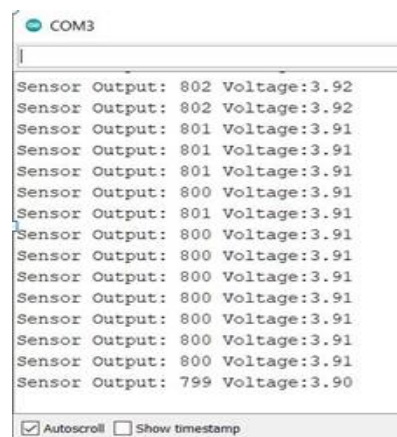 COM3
Sensor Output: 802 Voltage:3.92
Sensor Output: 802 Voltage:3.92
Sensor Output: 801 Voltage:3.91
Sensor Output: 801 Voltage:3.91
Sensor Output: 801 Voltage:3.91
Sensor Output: 800 Voltage:3.91
Sensor Output: 801 Voltage:3.91
Sensor Output: 800 Voltage:3.91
Sensor Output: 800 Voltage:3.91
Sensor Output: 800 Voltage:3.91
Sensor Output: 800 Voltage:3.91
Sensor Output: 800 Voltage:3.91
Sensor Output: 800 Voltage:3.91
Sensor Output: 800 Voltage:3.91
Sensor Output: 799 Voltage:3.90
Autoscroll Show timestamp